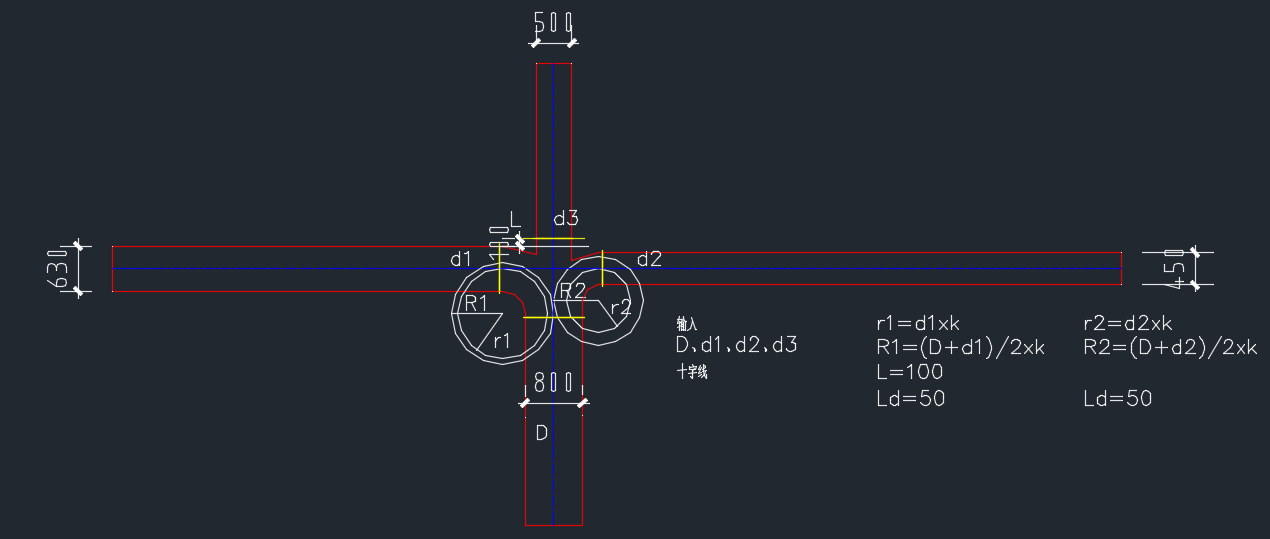 500
L
d3
100
d1
d2
630
450
R1
R2
r1
r2
输入
D、d1、d2、d3
十字线
r1=d1xk
R1=(D+d1)/2xk
L=100
Ld=50
r2=d2xk
R2=(D+d2)/2xk
Ld=50
800
D